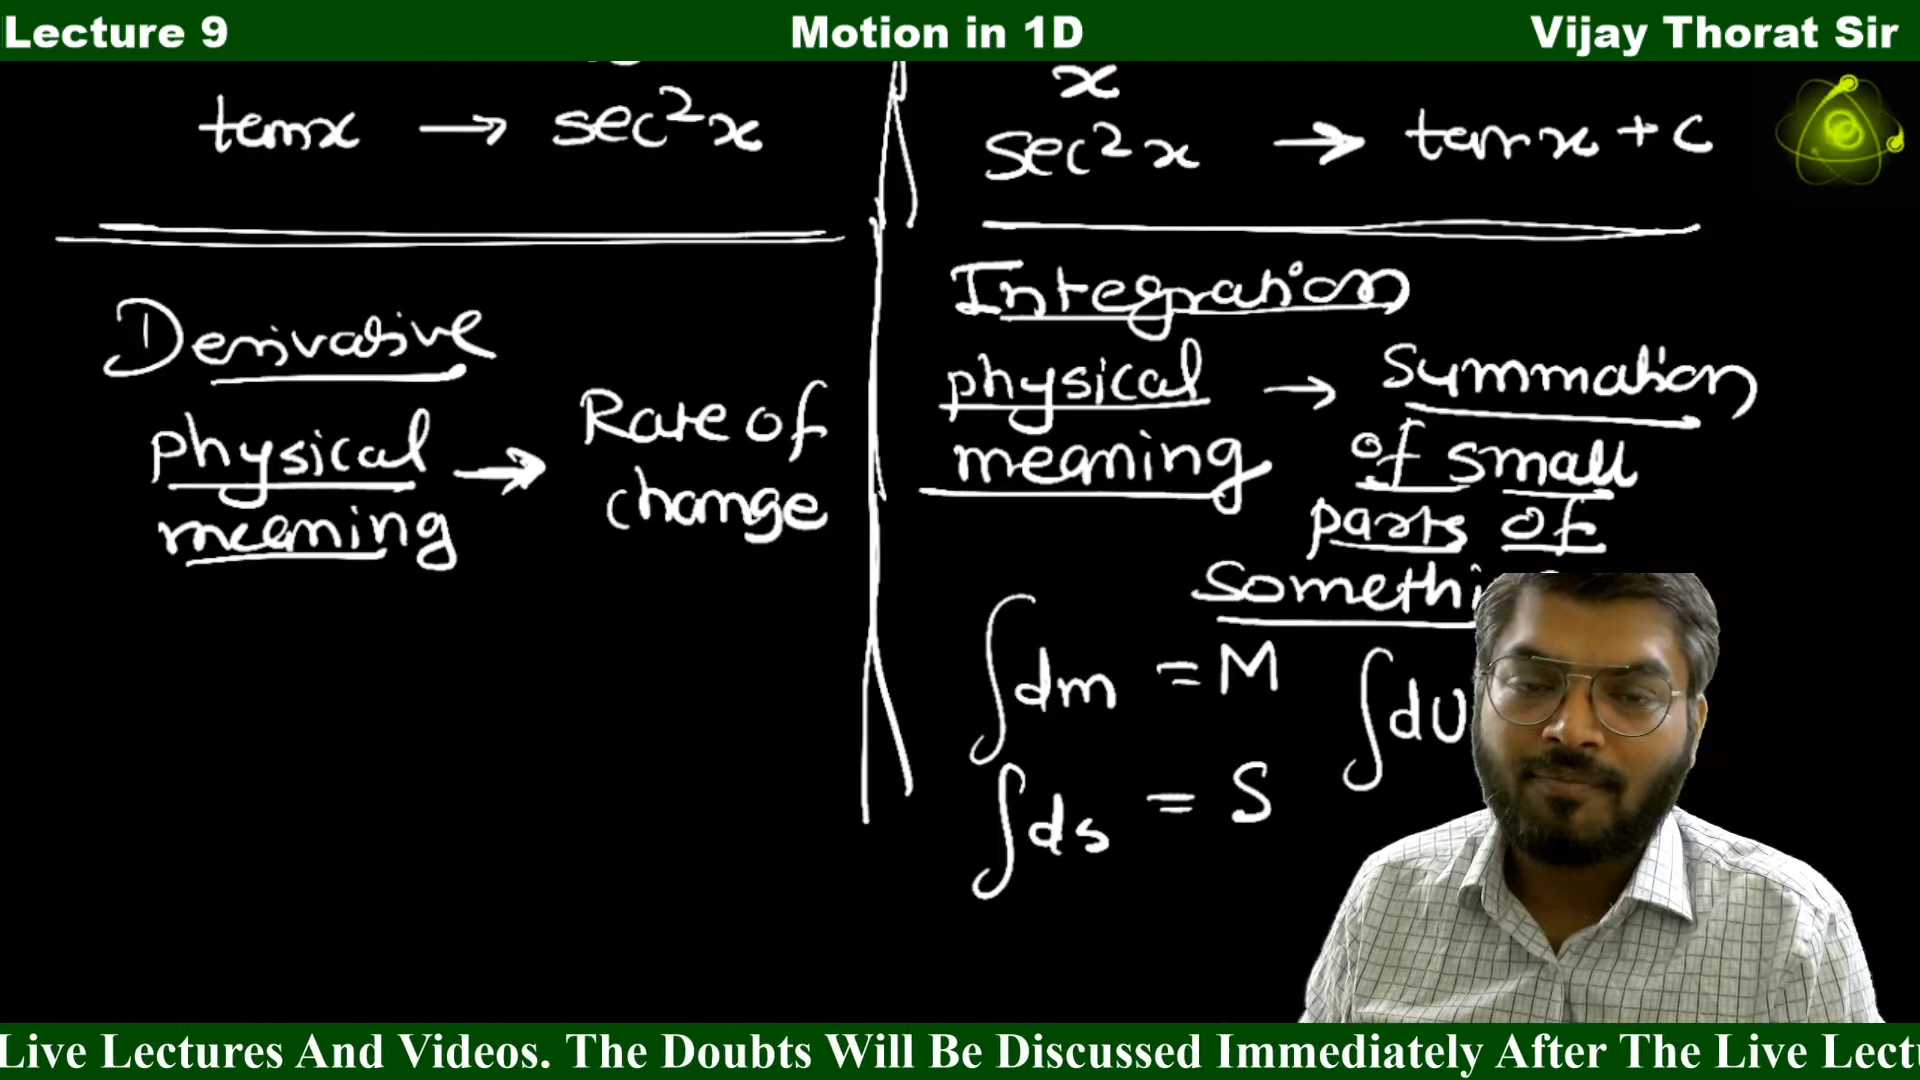 Lecture 9
Motion in 1D
Vijay Thorat Sir
tanx → sec²x
x
sec²x → tanx + c
Derivative
physical meaning → Rate of change
Integration
physical meaning → Summation
of small
parts of
∫dm = M
∫dU
∫ds = S
Live Lectures And Videos. The Doubts Will Be Discussed Immediately After The Live